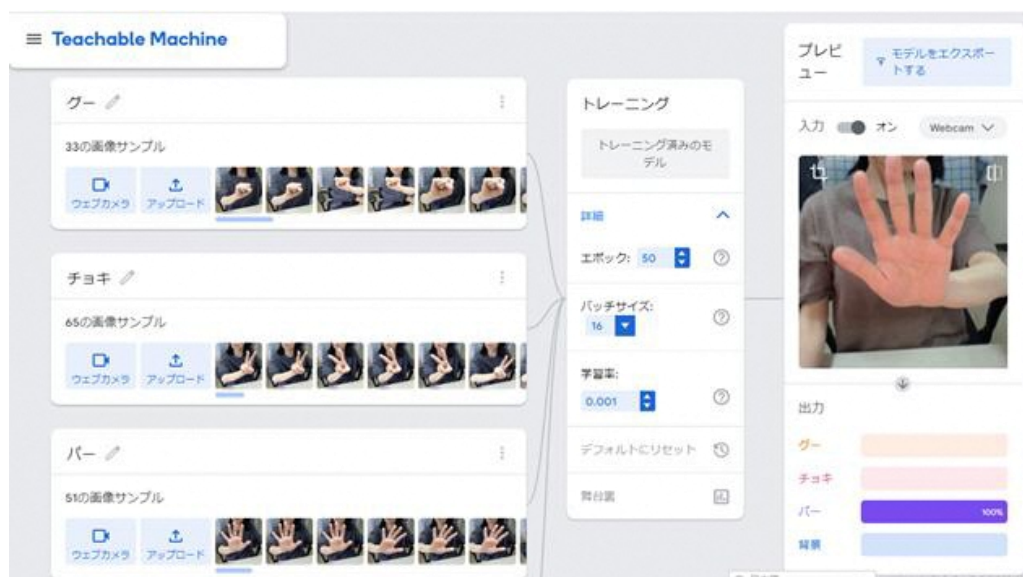 Teachable Machine
グー
33の画像サンプル
ウェブカメラ
アップロード
チョキ
65の画像サンプル
ウェブカメラ
アップロード
パー
51の画像サンプル
ウェブカメラ
アップロード
トレーニング
トレーニング済みのモ
デル
詳細
エポック: 50
バッチサイズ:
16
学習率:
0.001
デフォルトにリセット
舞台裏
プレビ
ュー
モデルをエクスポー
トする
入力 オン Webcam
出力
グー
チョキ
パー 100%
背景